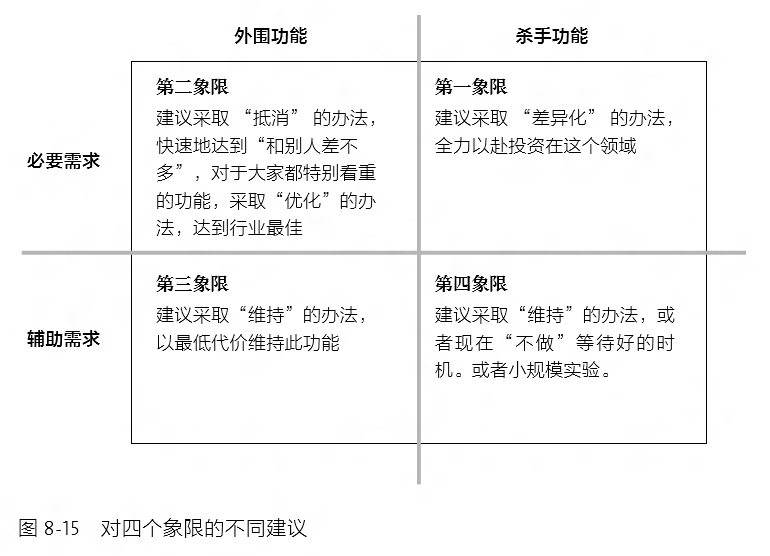 外围功能
杀手功能
必要需求
第二象限
建议采取 “抵消” 的办法，
快速地达到“和别人差不
多”，对于大家都特别看重
的功能，采取“优化”的办
法，达到行业最佳
第一象限
建议采取 “差异化” 的办法，
全力以赴投资在这个领域
辅助需求
第三象限
建议采取“维持”的办法，
以最低代价维持此功能
第四象限
建议采取“维持”的办法，或
者现在“不做”等待好的时
机。或者小规模实验。
图 8-15 对四个象限的不同建议